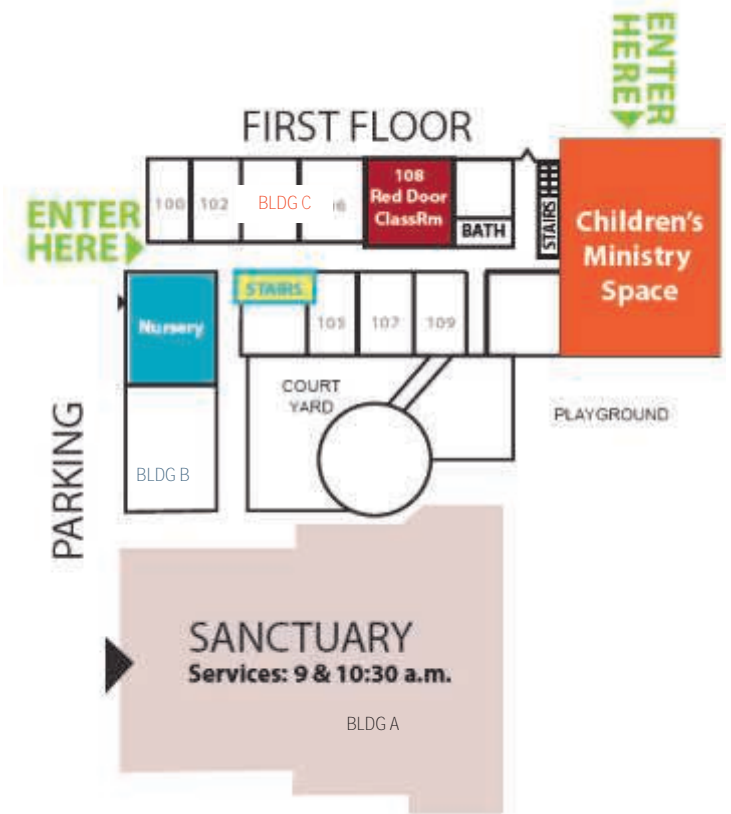 ENTER
HERE
FIRST FLOOR
ENTER
HERE
100
102
BLDG C
108
Red Door
ClassRm
BATH
STAIRS
Children's
Ministry
Space
Nursery
STAIRS
105
107
109
COURT
YARD
PLAYGROUND
PARKING
BLDG B
SANCTUARY
Services: 9 & 10:30 a.m.
BLDG A